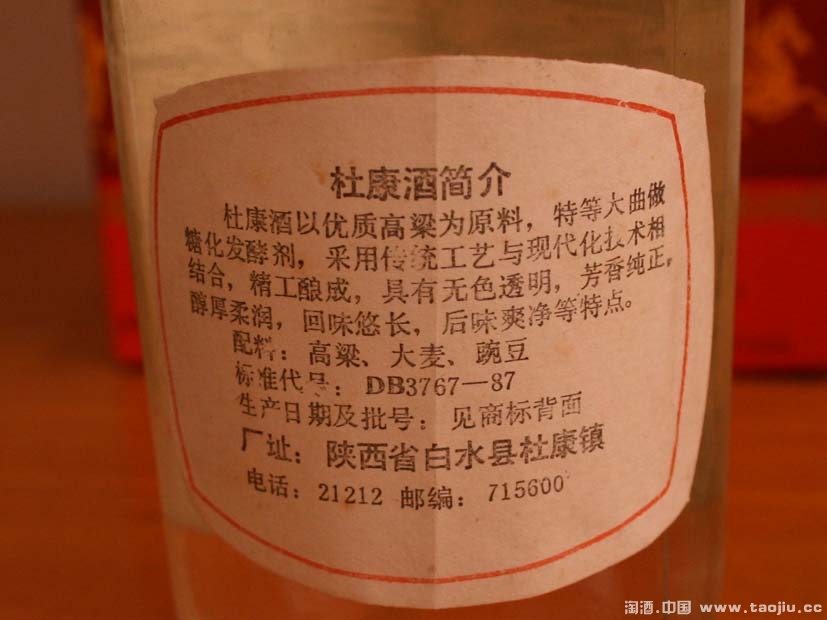 杜康酒简介
杜康酒以优质高粱为原料，特等大曲做
糖化发酵剂，采用传统工艺与现代化技术相
结合，精工酿成，具有无色透明，芳香纯正，
醇厚柔润，回味悠长，后味爽净等特点。
配料：高粱、大麦、豌豆
标准代号：DB3767—87
生产日期及批号：见商标背面
厂址：陕西省白水县杜康镇
电话：21212 邮编：715600
淘酒.中国 www.taojiu.cc